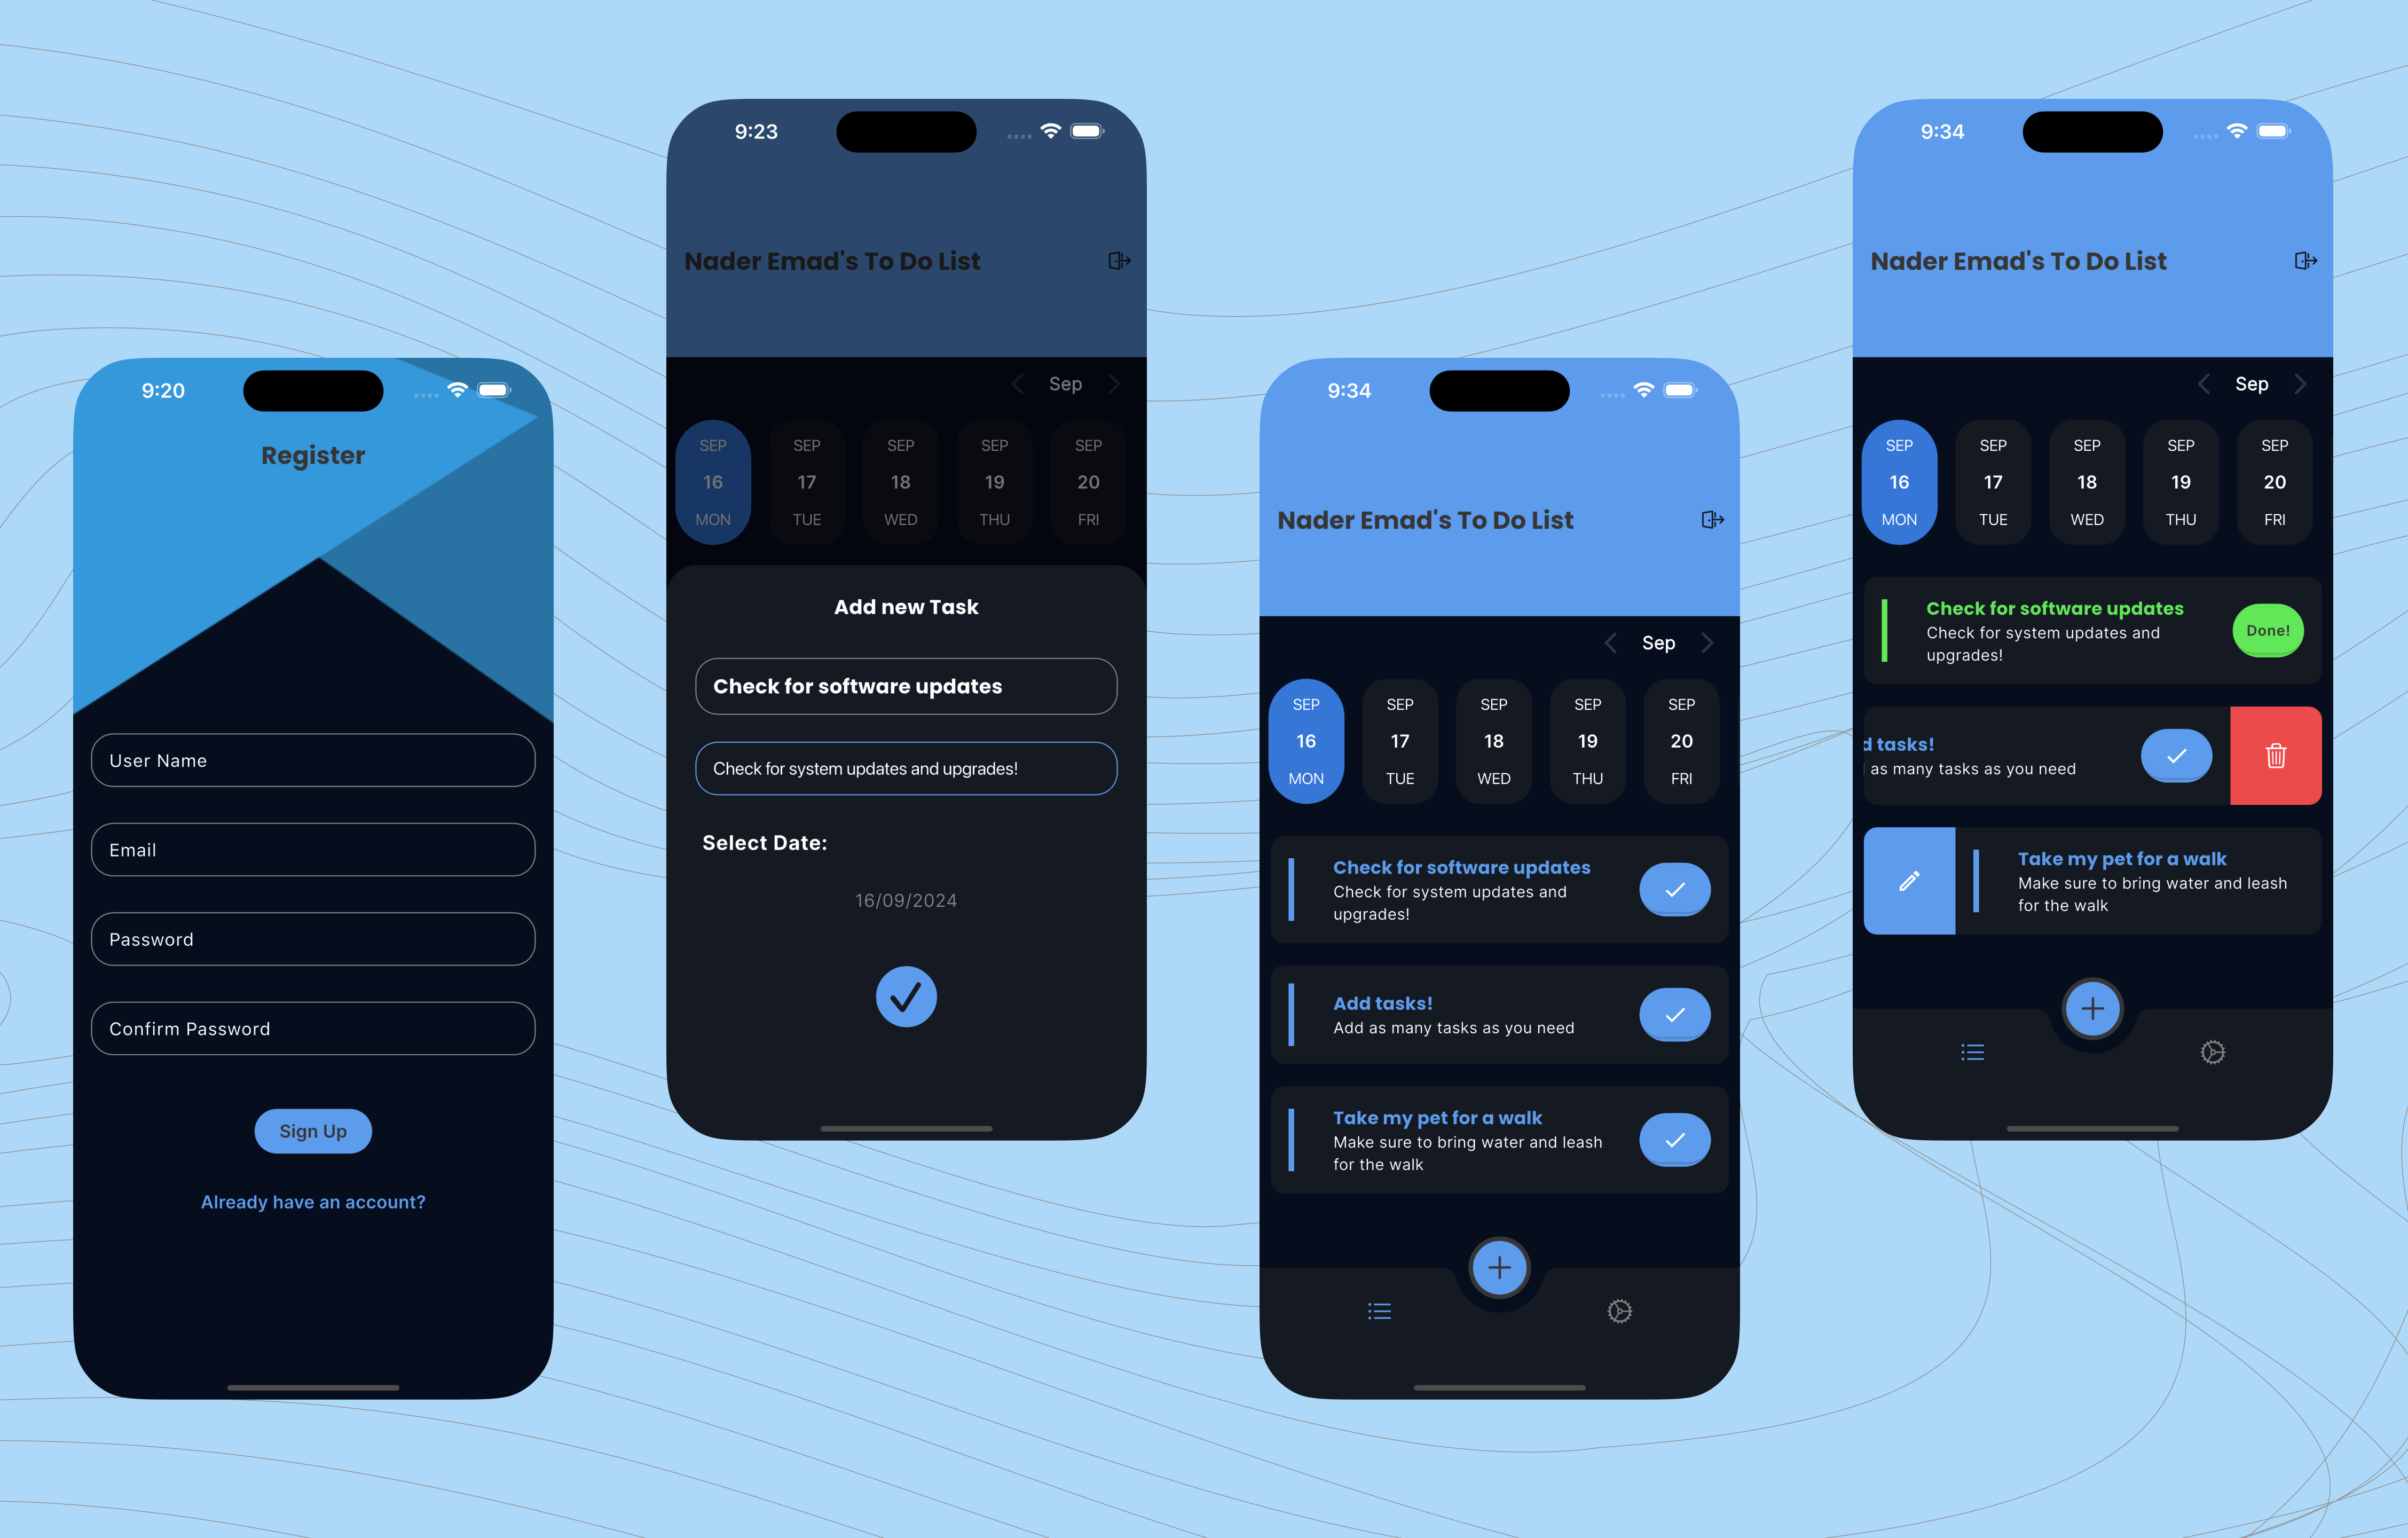 9:20
Register
User Name
Email
Password
Confirm Password
Sign Up
Already have an account?
9:23
Nader Emad's To Do List
Sep
SEP SEP SEP SEP SEP
16 17 18 19 20
MON TUE WED THU FRI
Add new Task
Check for software updates
Check for system updates and upgrades!
Select Date:
16/09/2024
9:34
Nader Emad's To Do List
Sep
SEP SEP SEP SEP SEP
16 17 18 19 20
MON TUE WED THU FRI
Check for software updates
Check for system updates and
upgrades!
Add tasks!
Add as many tasks as you need
Take my pet for a walk
Make sure to bring water and leash
for the walk
9:34
Nader Emad's To Do List
Sep
SEP SEP SEP SEP SEP
16 17 18 19 20
MON TUE WED THU FRI
Check for software updates
Check for system updates and
upgrades!
Done!
d tasks!
as many tasks as you need
Take my pet for a walk
Make sure to bring water and leash
for the walk